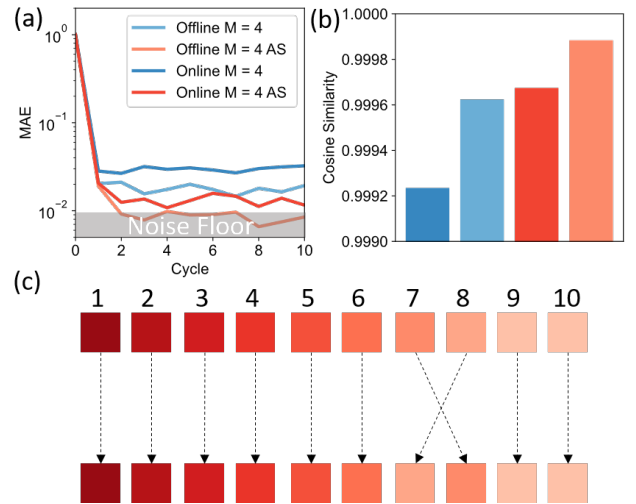 (a)
10⁰
10⁻¹
10⁻²
MAE
Offline M = 4
Offline M = 4 AS
Online M = 4
Online M = 4 AS
Noise Floor
0 2 4 6 8 10
Cycle
(b)
1.0000
0.9998
0.9996
0.9994
0.9992
0.9990
Cosine Similarity
(c)
1 2 3 4 5 6 7 8 9 10